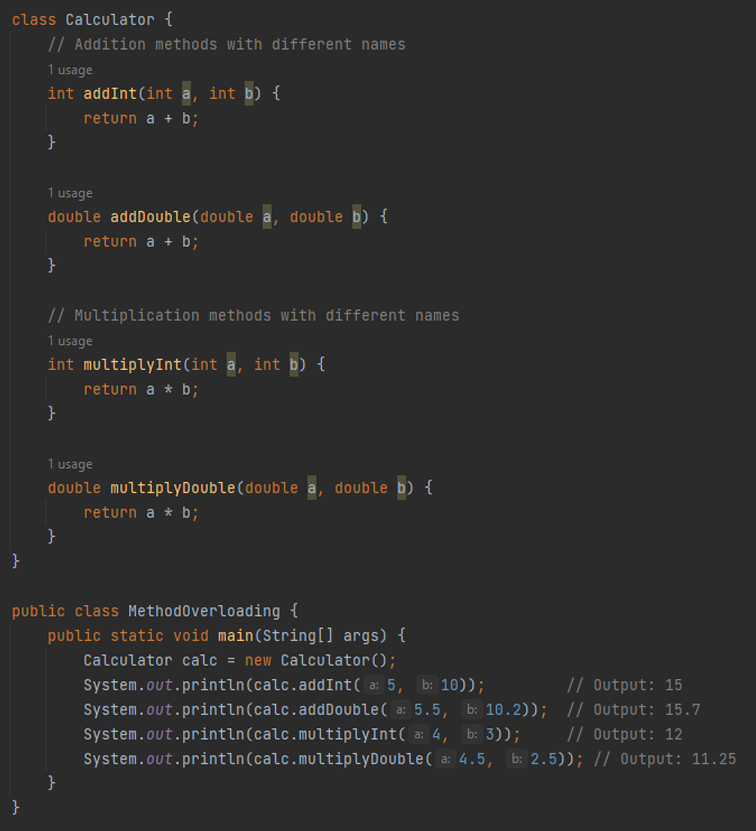 class Calculator {
    // Addition methods with different names
    1 usage
    int addInt(int a, int b) {
        return a + b;
    }
    1 usage
    double addDouble(double a, double b) {
        return a + b;
    }
    // Multiplication methods with different names
    1 usage
    int multiplyInt(int a, int b) {
        return a * b;
    }
    1 usage
    double multiplyDouble(double a, double b) {
        return a * b;
    }
}
public class MethodOverloading {
    public static void main(String[] args) {
        Calculator calc = new Calculator();
        System.out.println(calc.addInt( a: 5, b: 10));         // Output: 15
        System.out.println(calc.addDouble( a: 5.5, b: 10.2));  // Output: 15.7
        System.out.println(calc.multiplyInt( a: 4, b: 3));     // Output: 12
        System.out.println(calc.multiplyDouble( a: 4.5, b: 2.5)); // Output: 11.25
    }
}